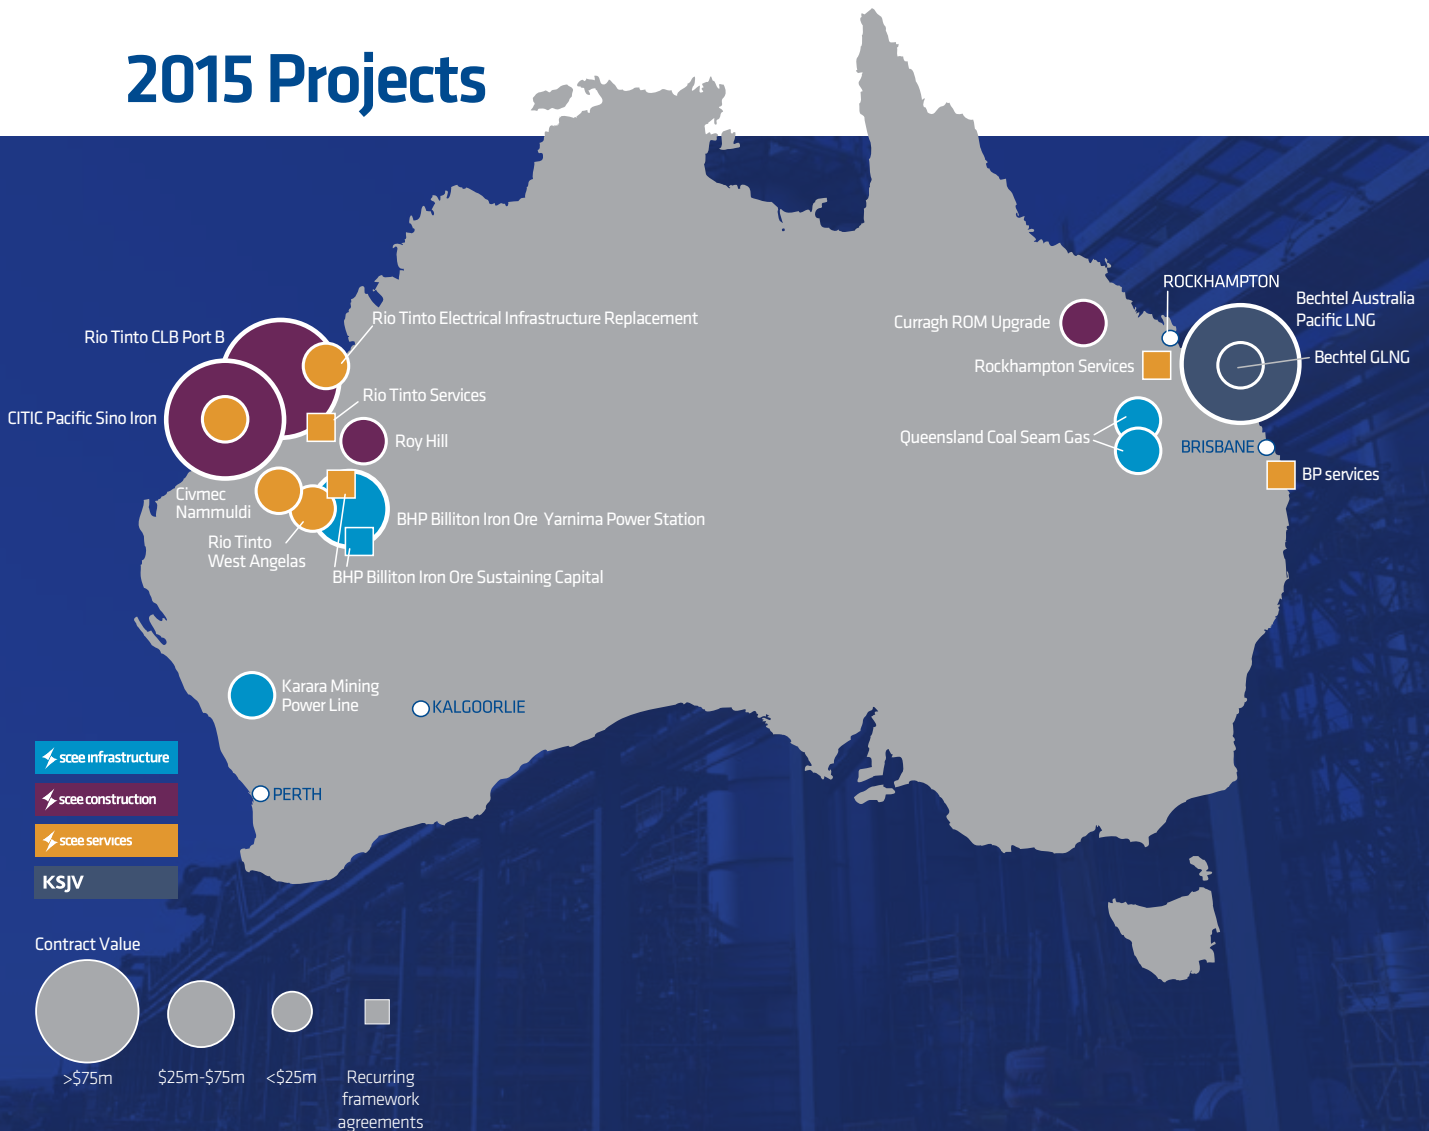 2015 Projects
Rio Tinto CLB Port B
Rio Tinto Electrical Infrastructure Replacement
CITIC Pacific Sino Iron
Rio Tinto Services
Roy Hill
Civmec
Nammuldi
Rio Tinto
West Angelas
BHP Billiton Iron Ore Yarnima Power Station
BHP Billiton Iron Ore Sustaining Capital
Karara Mining
Power Line
KALGOORLIE
PERTH
ROCKHAMPTON
Curragh ROM Upgrade
Rockhampton Services
Bechtel Australia
Pacific LNG
Bechtel GLNG
Queensland Coal Seam Gas
BRISBANE
BP services
scee infrastructure
scee construction
scee services
KSJV
Contract Value
>$75m
$25m-$75m
<$25m
Recurring
framework
agreements